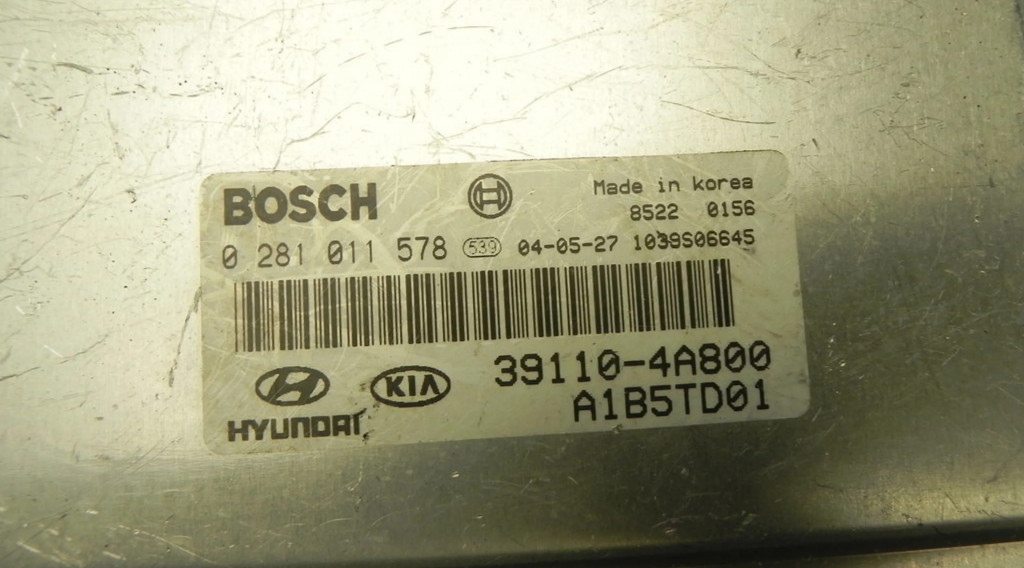 BOSCH
Made in korea
8522 0156
0 281 011 578 539 04-05-27 1039S06645
39110-4A800
KIA
A1B5TD01
HYUNDAI